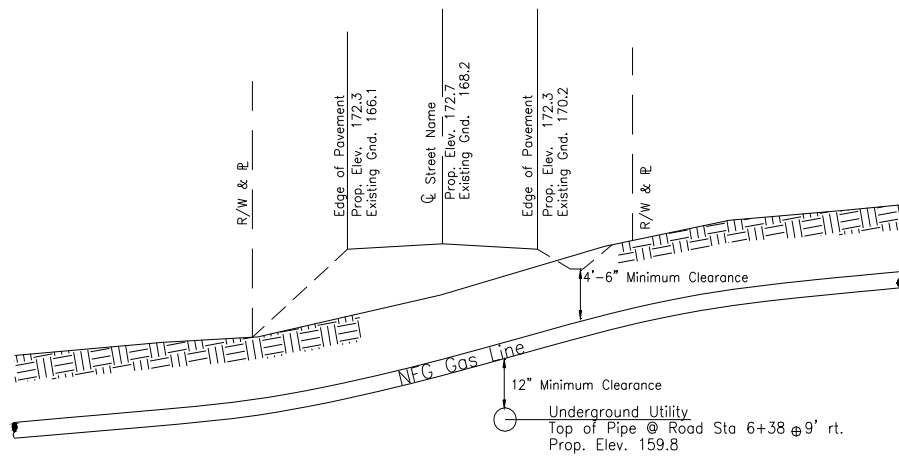 R/W & ℙL
Edge of Pavement
Prop. Elev. 172.3
Existing Gnd. 166.1
℄ Street Name
Prop. Elev. 172.7
Existing Gnd. 168.2
Edge of Pavement
Prop. Elev. 172.3
Existing Gnd. 170.2
R/W & ℙL
4'-6" Minimum Clearance
NFG Gas Line
12" Minimum Clearance
Underground Utility
Top of Pipe @ Road Sta 6+38 ⊕ 9' rt.
Prop. Elev. 159.8